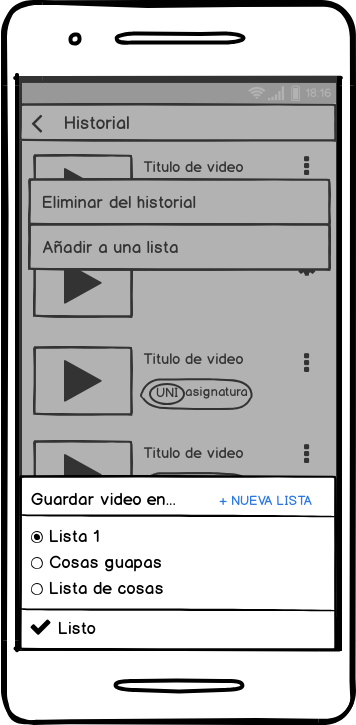 18:16
Historial
Titulo de video
Eliminar del historial
Añadir a una lista
Titulo de video
UNI asignatura
Titulo de video
Guardar video en... + NUEVA LISTA
Lista 1
Cosas guapas
Lista de cosas
Listo